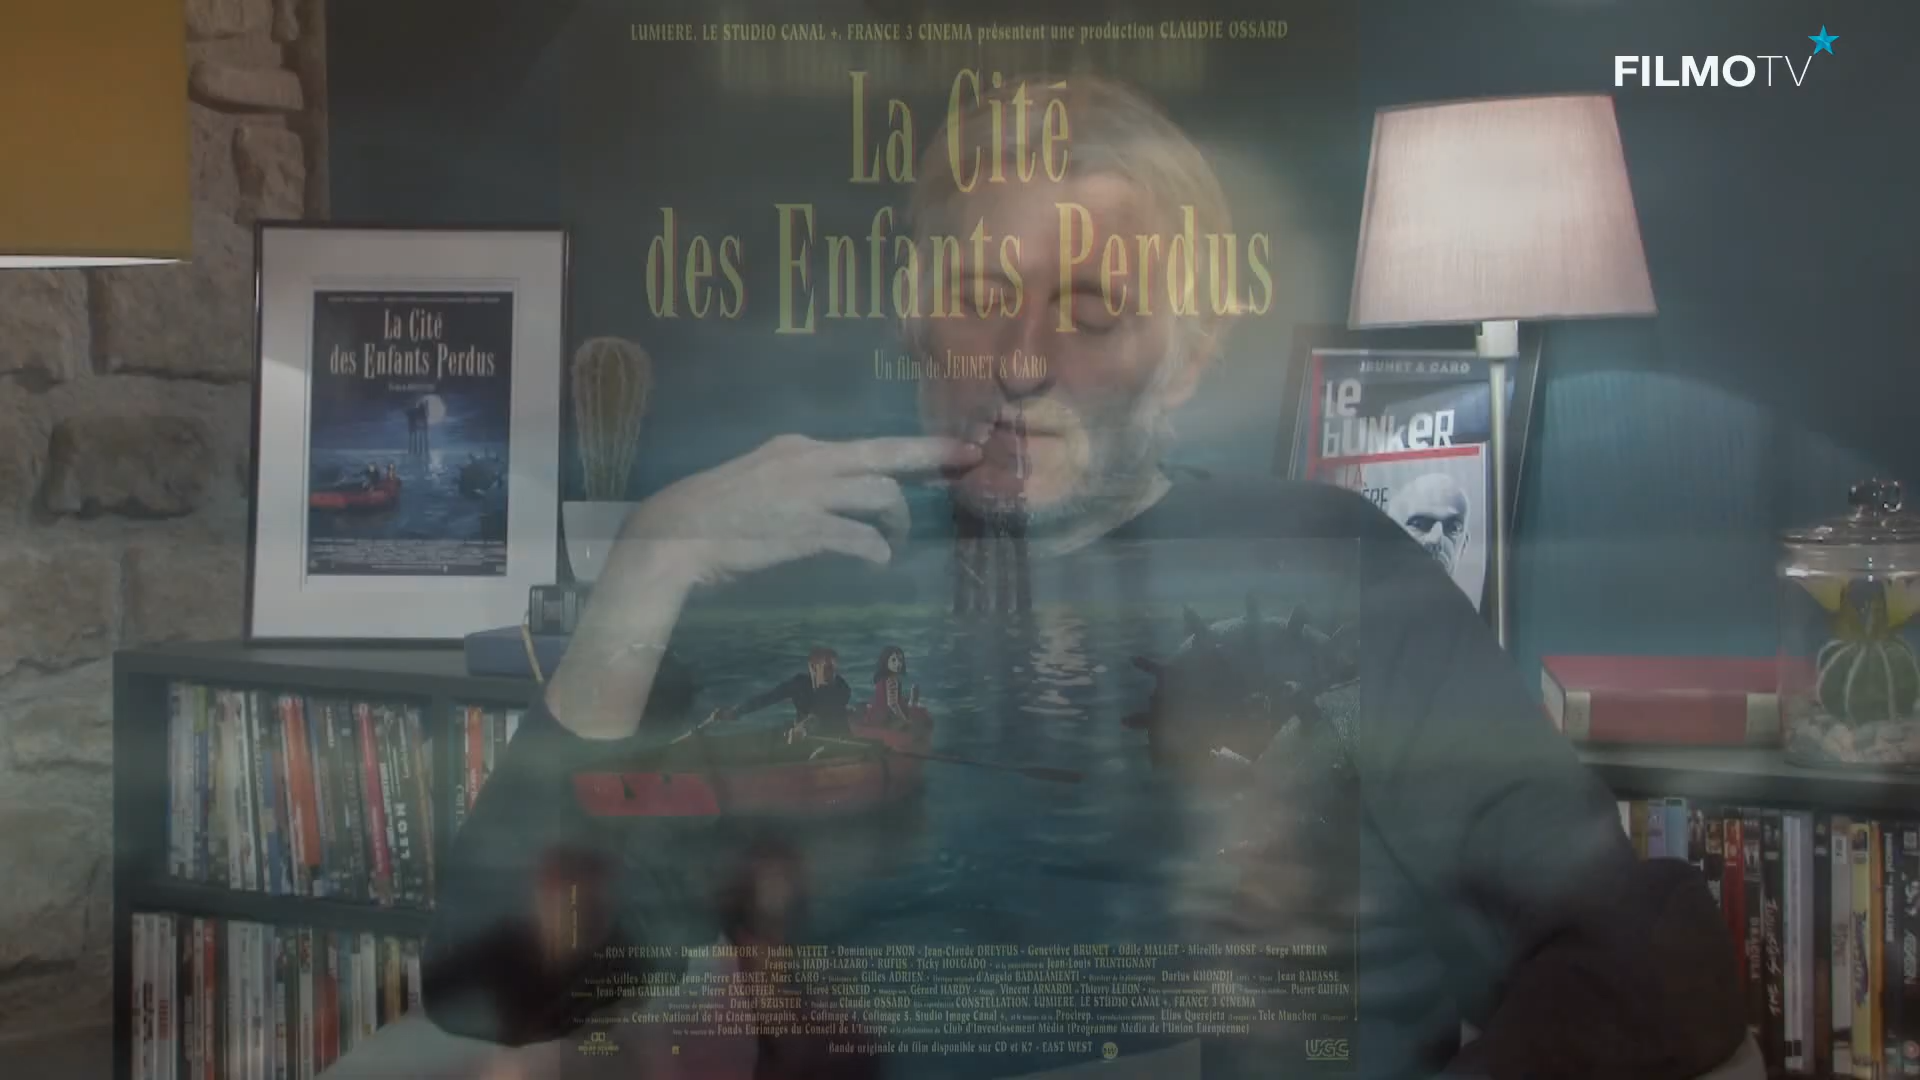 LUMIERE, LE STUDIO CANAL +, FRANCE 3 CINEMA présentent une production CLAUDIE OSSARD
FILMOTV
La Cité
des Enfants Perdus
Un film de JEUNET & CARO
La Cité
des Enfants Perdus
JEUNET & CARO
Le
bUNKeR
LEON
RON PERLMAN - Daniel EMILFORK - Judith VITTET - Dominique PINON - Jean-Claude DREYFUS - Geneviève BRUNET - Odile MALLET - Mireille MOSSE - Serge MERLIN
François HADJI-LAZARO - RUFUS - Ticky HOLGADO - Jean-Louis TRINTIGNANT
Gilles ADRIEN, Jean-Pierre JEUNET, Marc CARO - Gilles ADRIEN - d'Angelo BADALAMENTI - Darius KHONDJI - Jean RABASSE
Jean-Paul GAULTIER - Pierre EXCOFFIER - Hervé SCHNEID - Gérard HARDY - Vincent ARNARDI - Thierry LEBON - PITOF - Pierre BUFFIN
Daniel SZUSTER - Claudie OSSARD CONSTELLATION, LUMIERE, LE STUDIO CANAL +, FRANCE 3 CINEMA
Centre National de la Cinématographie, de Cofimage 4, Cofimage 5, Studio Image Canal +, Procirep, Elias Querejeta Tele Munchen
Fonds Eurimages du Conseil de l'Europe Club d'Investissement Média (Programme Média de l'Union Européenne)
Bande originale du film disponible sur CD et K7 - EAST WEST
UGC